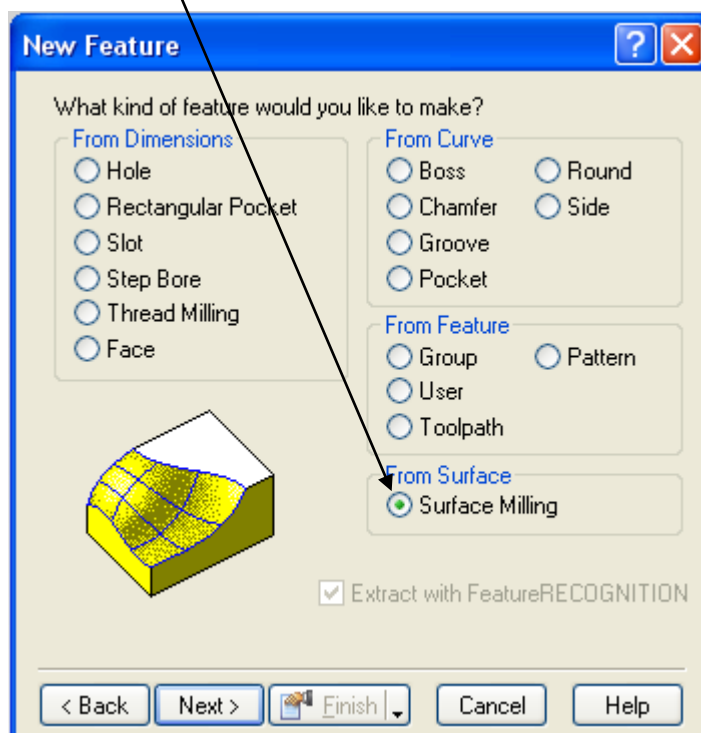 New Feature
What kind of feature would you like to make?
From Dimensions
Hole
Rectangular Pocket
Slot
Step Bore
Thread Milling
Face
From Curve
Boss
Round
Chamfer
Side
Groove
Pocket
From Feature
Group
Pattern
User
Toolpath
From Surface
Surface Milling
Extract with FeatureRECOGNITION
< Back
Next >
Finish
Cancel
Help